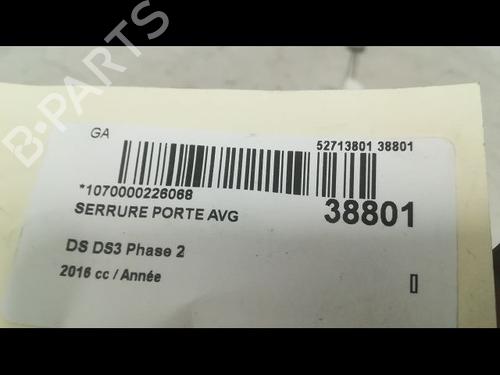 B-PARTS
GA
52713801 38801
*1070000226068
SERRURE PORTE AVG
38801
DS DS3 Phase 2
2016 cc / Année